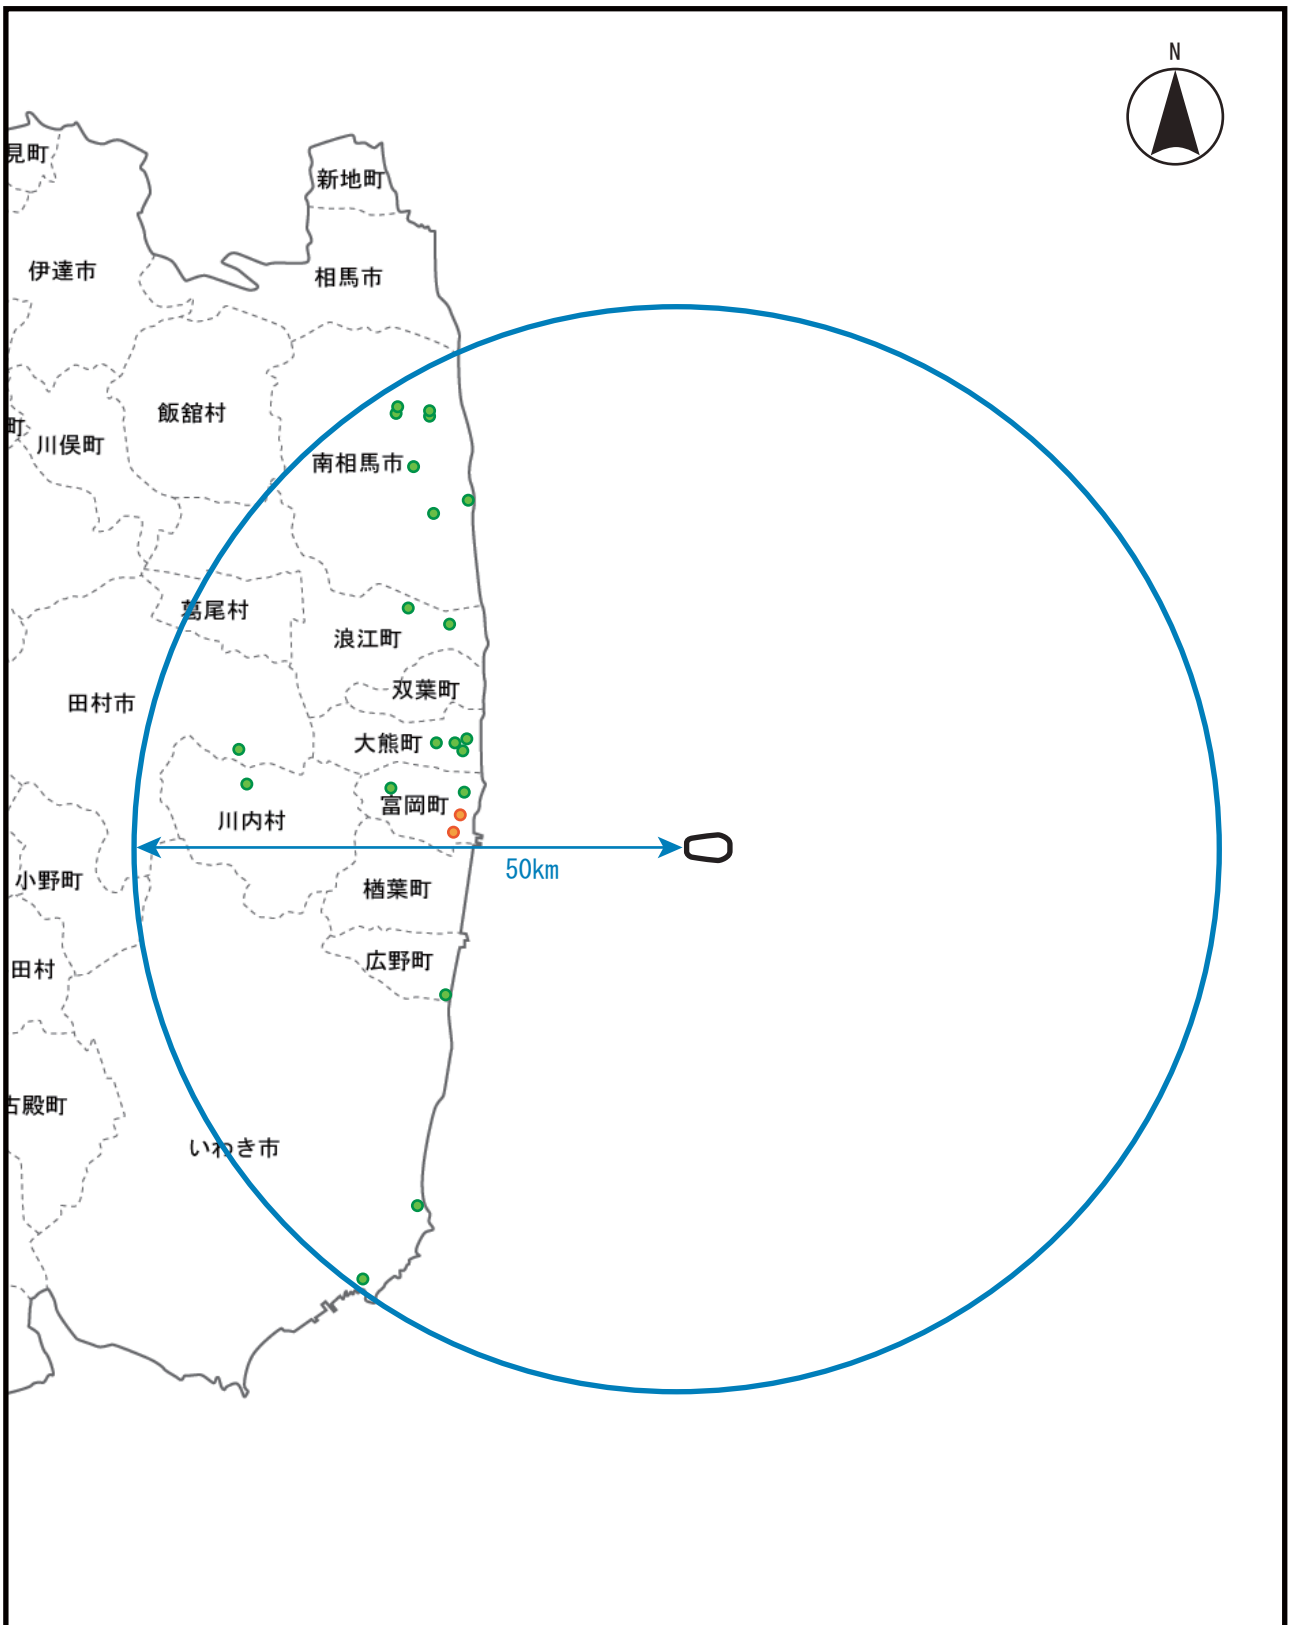 N
見町
新地町
伊達市
相馬市
飯舘村
町
川俣町
南相馬市
葛尾村
浪江町
双葉町
田村市
大熊町
富岡町
川内村
50km
小野町
楢葉町
広野町
田村
古殿町
いわき市